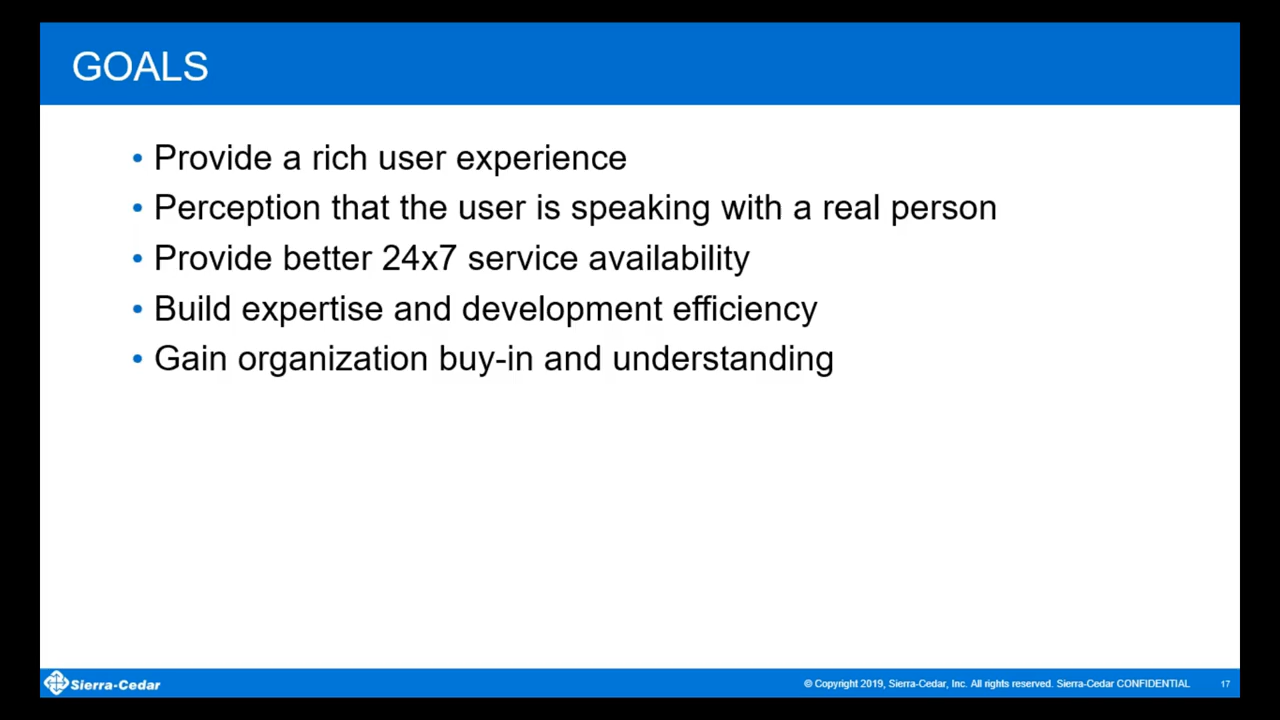 GOALS
• Provide a rich user experience
• Perception that the user is speaking with a real person
• Provide better 24x7 service availability
• Build expertise and development efficiency
• Gain organization buy-in and understanding
Sierra-Cedar
© Copyright 2019, Sierra-Cedar, Inc. All rights reserved. Sierra-Cedar CONFIDENTIAL 17